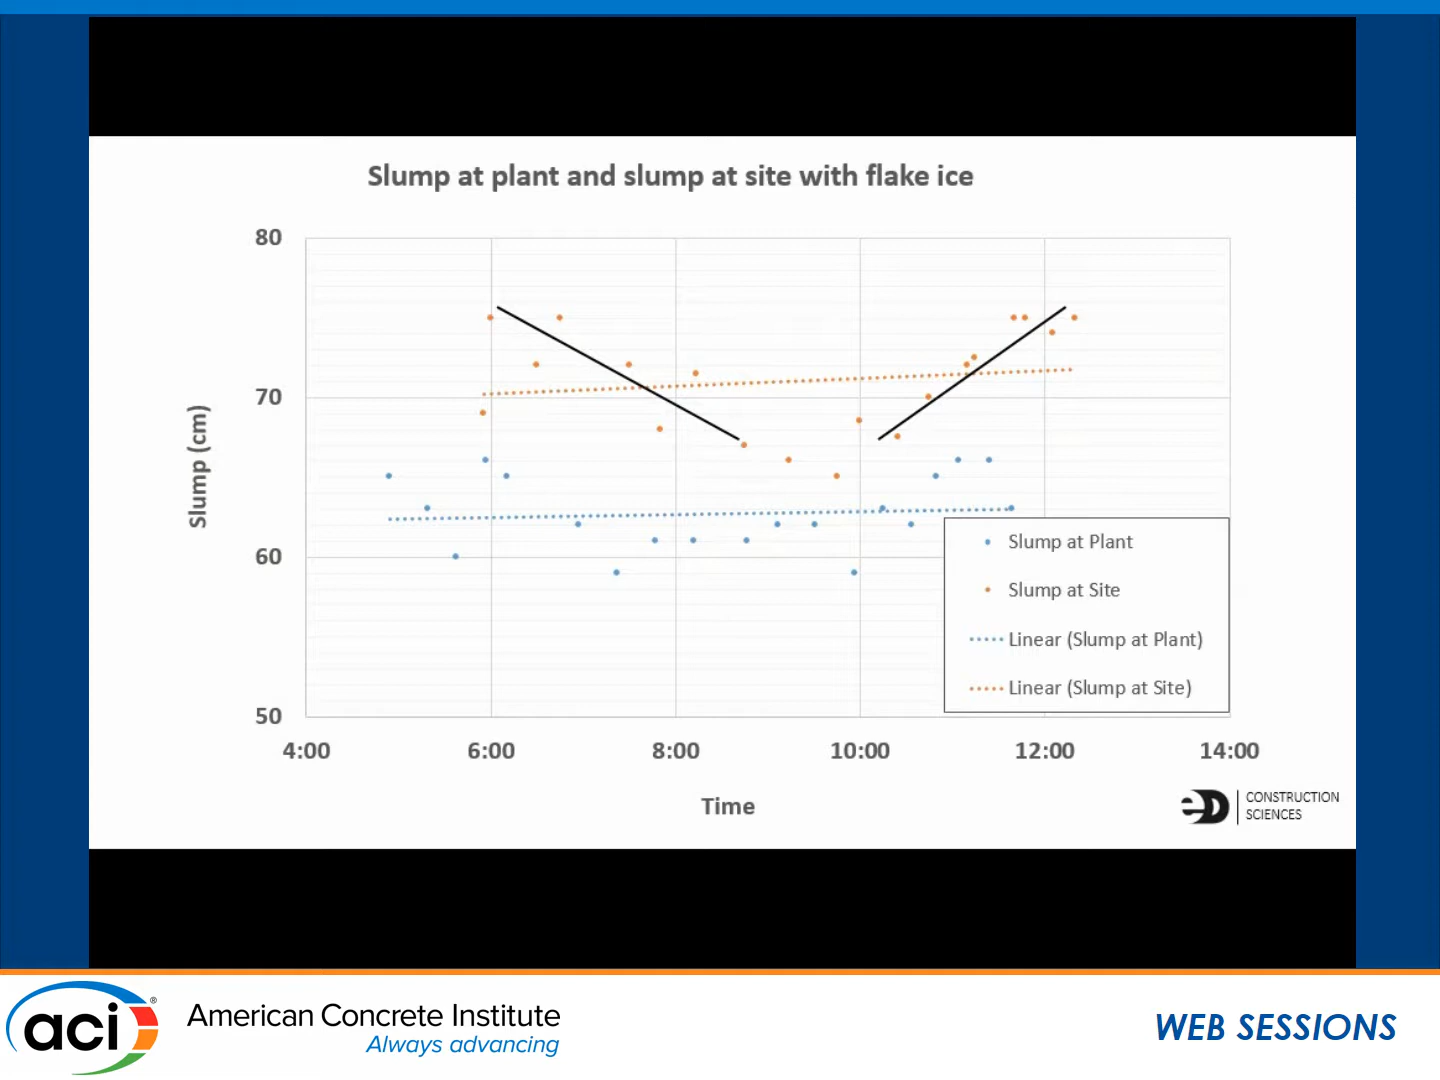 Slump at plant and slump at site with flake ice
80
70
60
50
Slump (cm)
4:00 6:00 8:00 10:00 12:00 14:00
Time
Slump at Plant
Slump at Site
Linear (Slump at Plant)
Linear (Slump at Site)
eD CONSTRUCTION
SCIENCES
aci®
American Concrete Institute
Always advancing
WEB SESSIONS